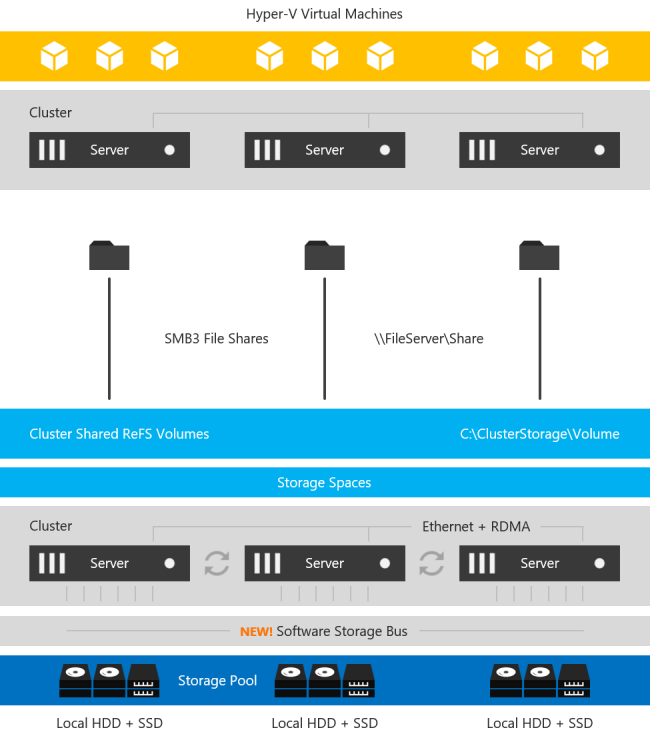 Hyper-V Virtual Machines
Cluster
Server Server Server
SMB3 File Shares \\FileServer\Share
Cluster Shared ReFS Volumes C:\ClusterStorage\Volume
Storage Spaces
Cluster Ethernet + RDMA
Server Server Server
NEW! Software Storage Bus
Storage Pool
Local HDD + SSD Local HDD + SSD Local HDD + SSD